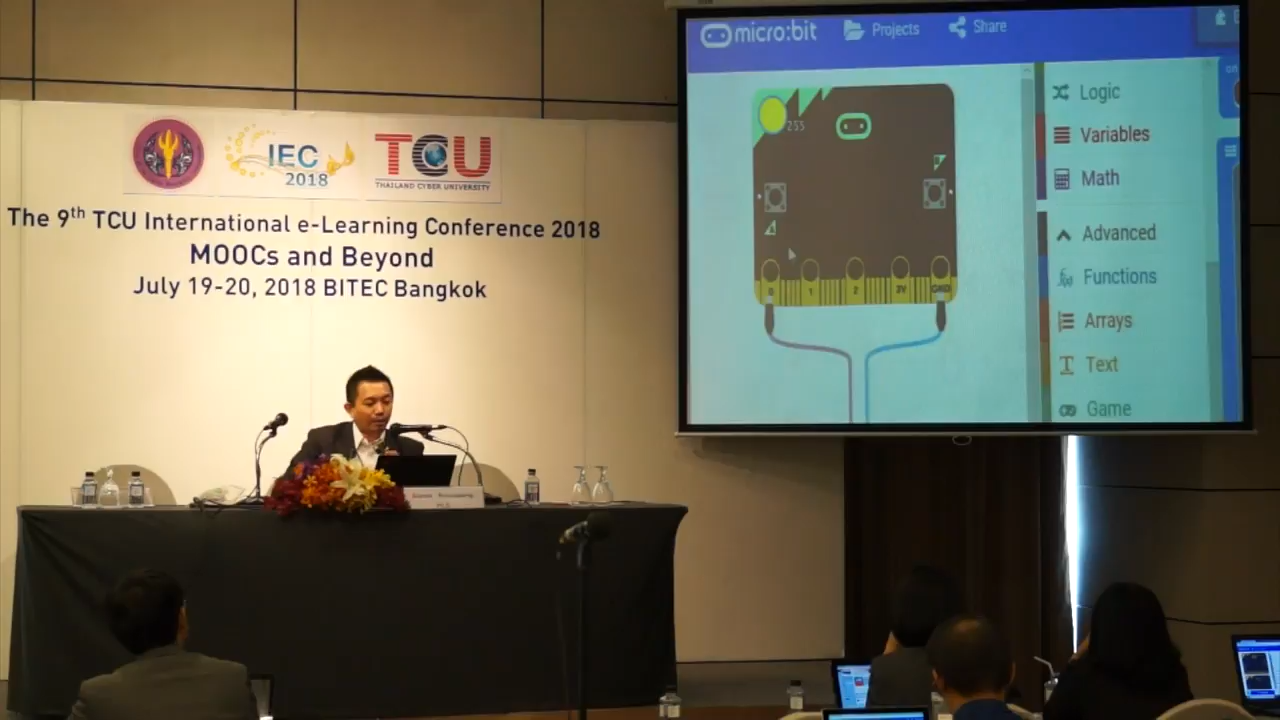 IEC
2018
TCU
THAILAND CYBER UNIVERSITY
The 9th TCU International e-Learning Conference 2018
MOOCs and Beyond
July 19-20, 2018 BITEC Bangkok
micro:bit
Projects
Share
255
0
1
2
3V
GND
Logic
Variables
Math
Advanced
Functions
Arrays
Text
Game
on